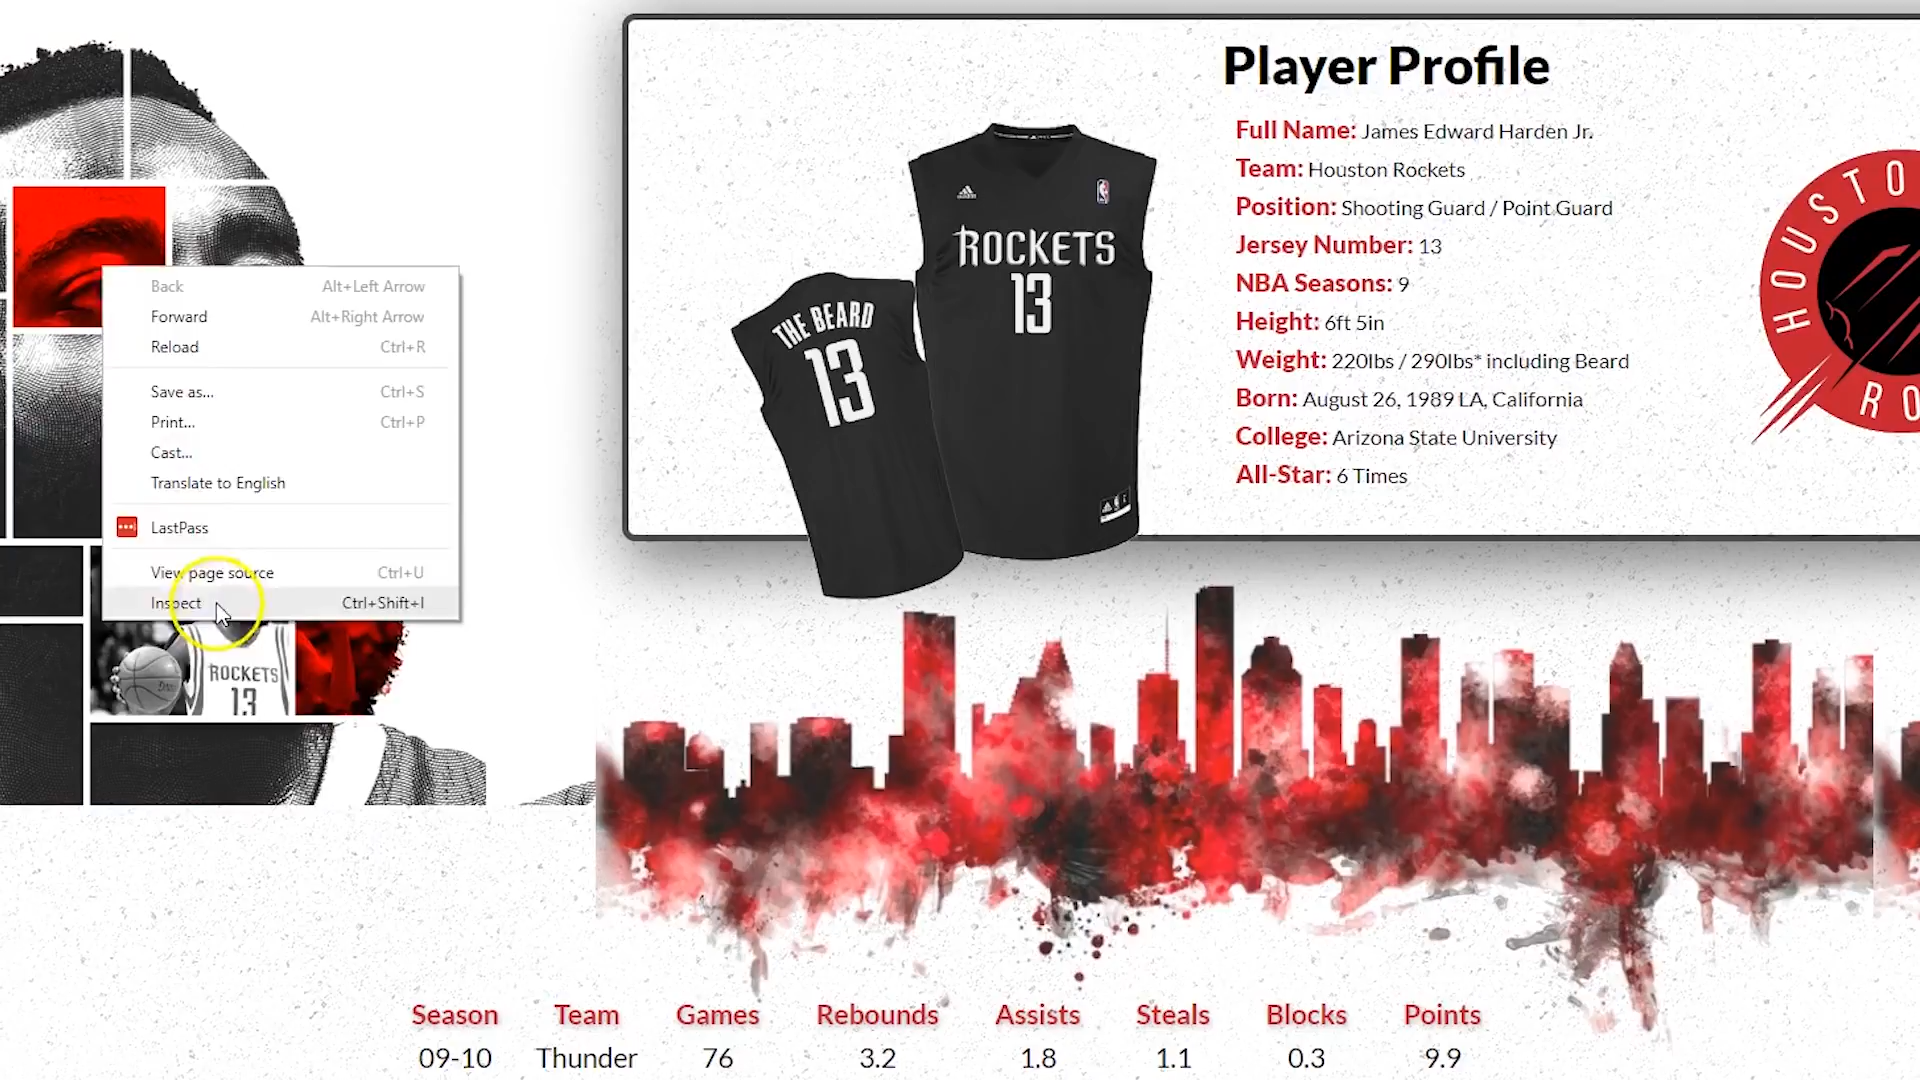 Player Profile
Full Name: James Edward Harden Jr.
Team: Houston Rockets
Position: Shooting Guard / Point Guard
Jersey Number: 13
NBA Seasons: 9
Height: 6ft 5in
Weight: 220lbs / 290lbs* including Beard
Born: August 26, 1989 LA, California
College: Arizona State University
All-Star: 6 Times
adidas
ROCKETS
13
THE BEARD
13
HOUSTO
RO
Back Alt+Left Arrow
Forward Alt+Right Arrow
Reload Ctrl+R
Save as... Ctrl+S
Print... Ctrl+P
Cast...
Translate to English
LastPass
View page source Ctrl+U
Inspect Ctrl+Shift+I
ROCKETS
13
Season Team Games Rebounds Assists Steals Blocks Points
09-10 Thunder 76 3.2 1.8 1.1 0.3 9.9